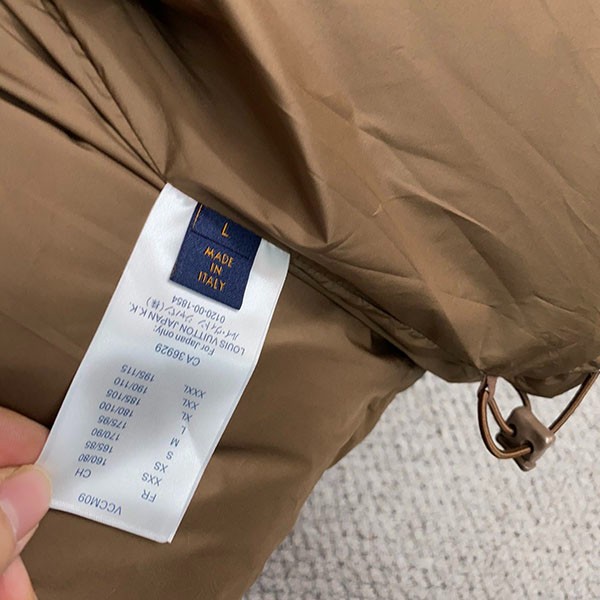 L
MADE
IN
ITALY
VCCM09
FR CH
XXS 160/80
XS 165/85
S 170/90
M 175/95
L 180/100
XL 185/105
XXL 190/110
XXXL 195/115
CA 36929
For Japan only;
LOUIS VUITTON JAPAN K.K.
ルイ・ヴィトン ジャパン(株)
0120-00-1854